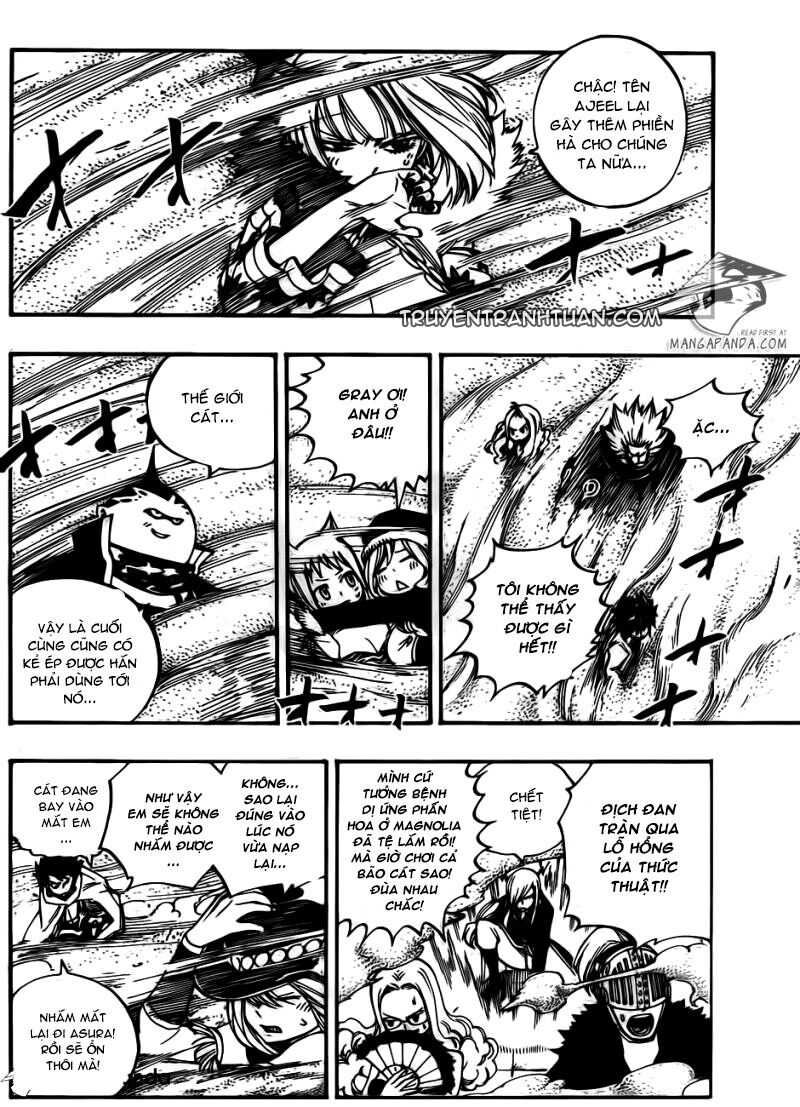 CHẬC! TÊN
AJEEL LẠI
GÂY THÊM PHIỀN
HÀ CHO CHÚNG
TA NỮA...
TRUYENTRANHTUAN.COM
READ FIRST AT
MANGAPANDA.COM
THẾ GIỚI
CÁT...
VẬY LÀ CUỐI
CÙNG CŨNG CÓ
KẺ ÉP ĐƯỢC HẮN
PHẢI DÙNG TỚI
NÓ...
GRAY ƠI!
ANH Ở
ĐÂU!!
ẶC...
TÔI KHÔNG
THỂ THẤY
ĐƯỢC GÌ
HẾT!!
CÁT ĐANG
BAY VÀO
MẮT EM ...
NHƯ VẬY
EM SẼ KHÔNG
THỂ NÀO
NHẮM ĐƯỢC
...
KHÔNG...
SAO LẠI
ĐÚNG VÀO
LÚC NÓ
VỪA NẠP
LẠI...
NHẮM MẮT
LẠI ĐI ASURA!
RỒI SẼ ỔN
THÔI MÀ!
MÌNH CỨ
TƯỞNG BỆNH
DỊ ỨNG PHẤN
HOA Ở MAGNOLIA
ĐÃ TỆ LẮM RỒI!
MÀ GIỜ CHƠI CẢ
BÃO CÁT SAO!
ĐÙA NHAU
CHẮC!
CHẾT
TIỆT!
ĐỊCH ĐAN
TRÀN QUA
LỖ HỔNG
CỦA THỨC
THUẬT!!